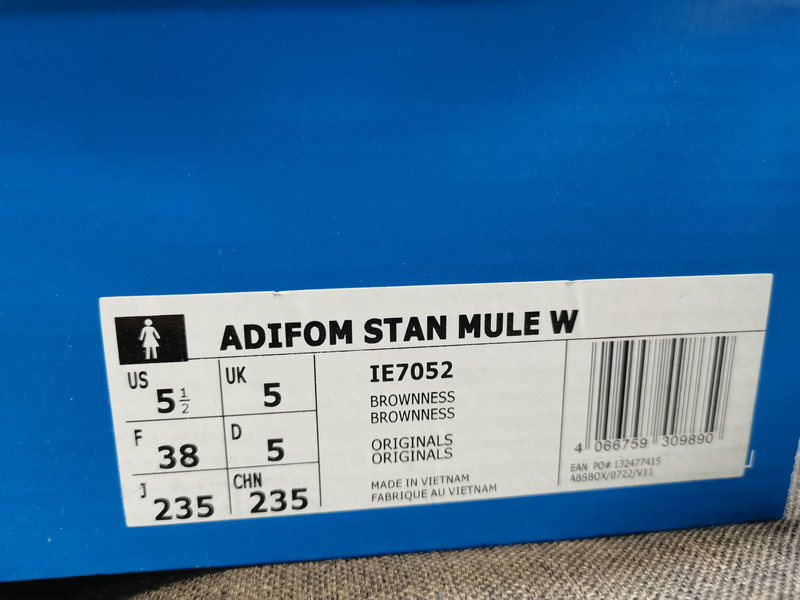 ADIFOM STAN MULE W
US 5 1/2
UK 5
F 38
D 5
J 235
CHN 235
IE7052
BROWNNESS
BROWNNESS
ORIGINALS
ORIGINALS
MADE IN VIETNAM
FABRIQUE AU VIETNAM
4 066759 309890
EAN PO# 132477415
ABSBOX/0722/V11